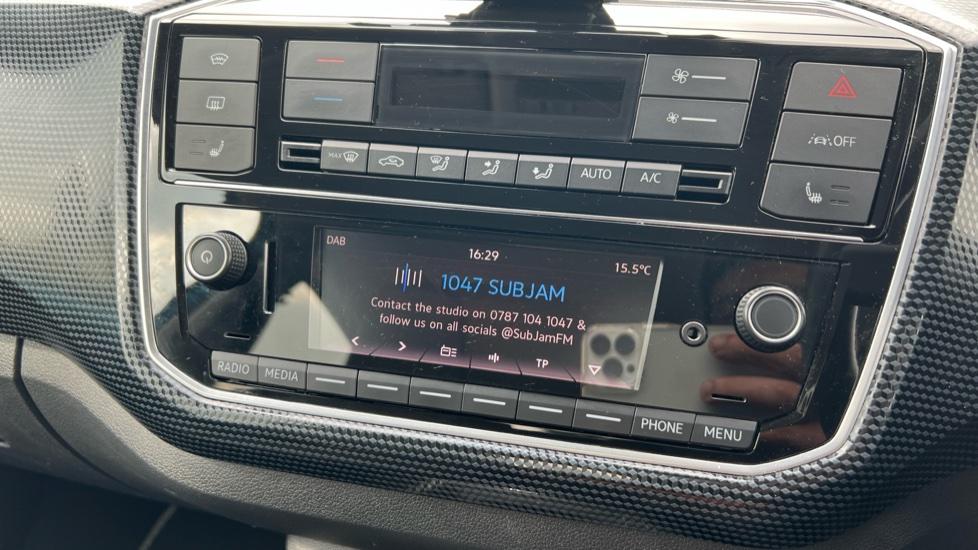 OFF
MAX
AUTO
A/C
DAB
16:29
15.5°C
1047 SUBJAM
Contact the studio on 0787 104 1047 &
follow us on all socials @SubJamFM
TP
RADIO
MEDIA
PHONE
MENU